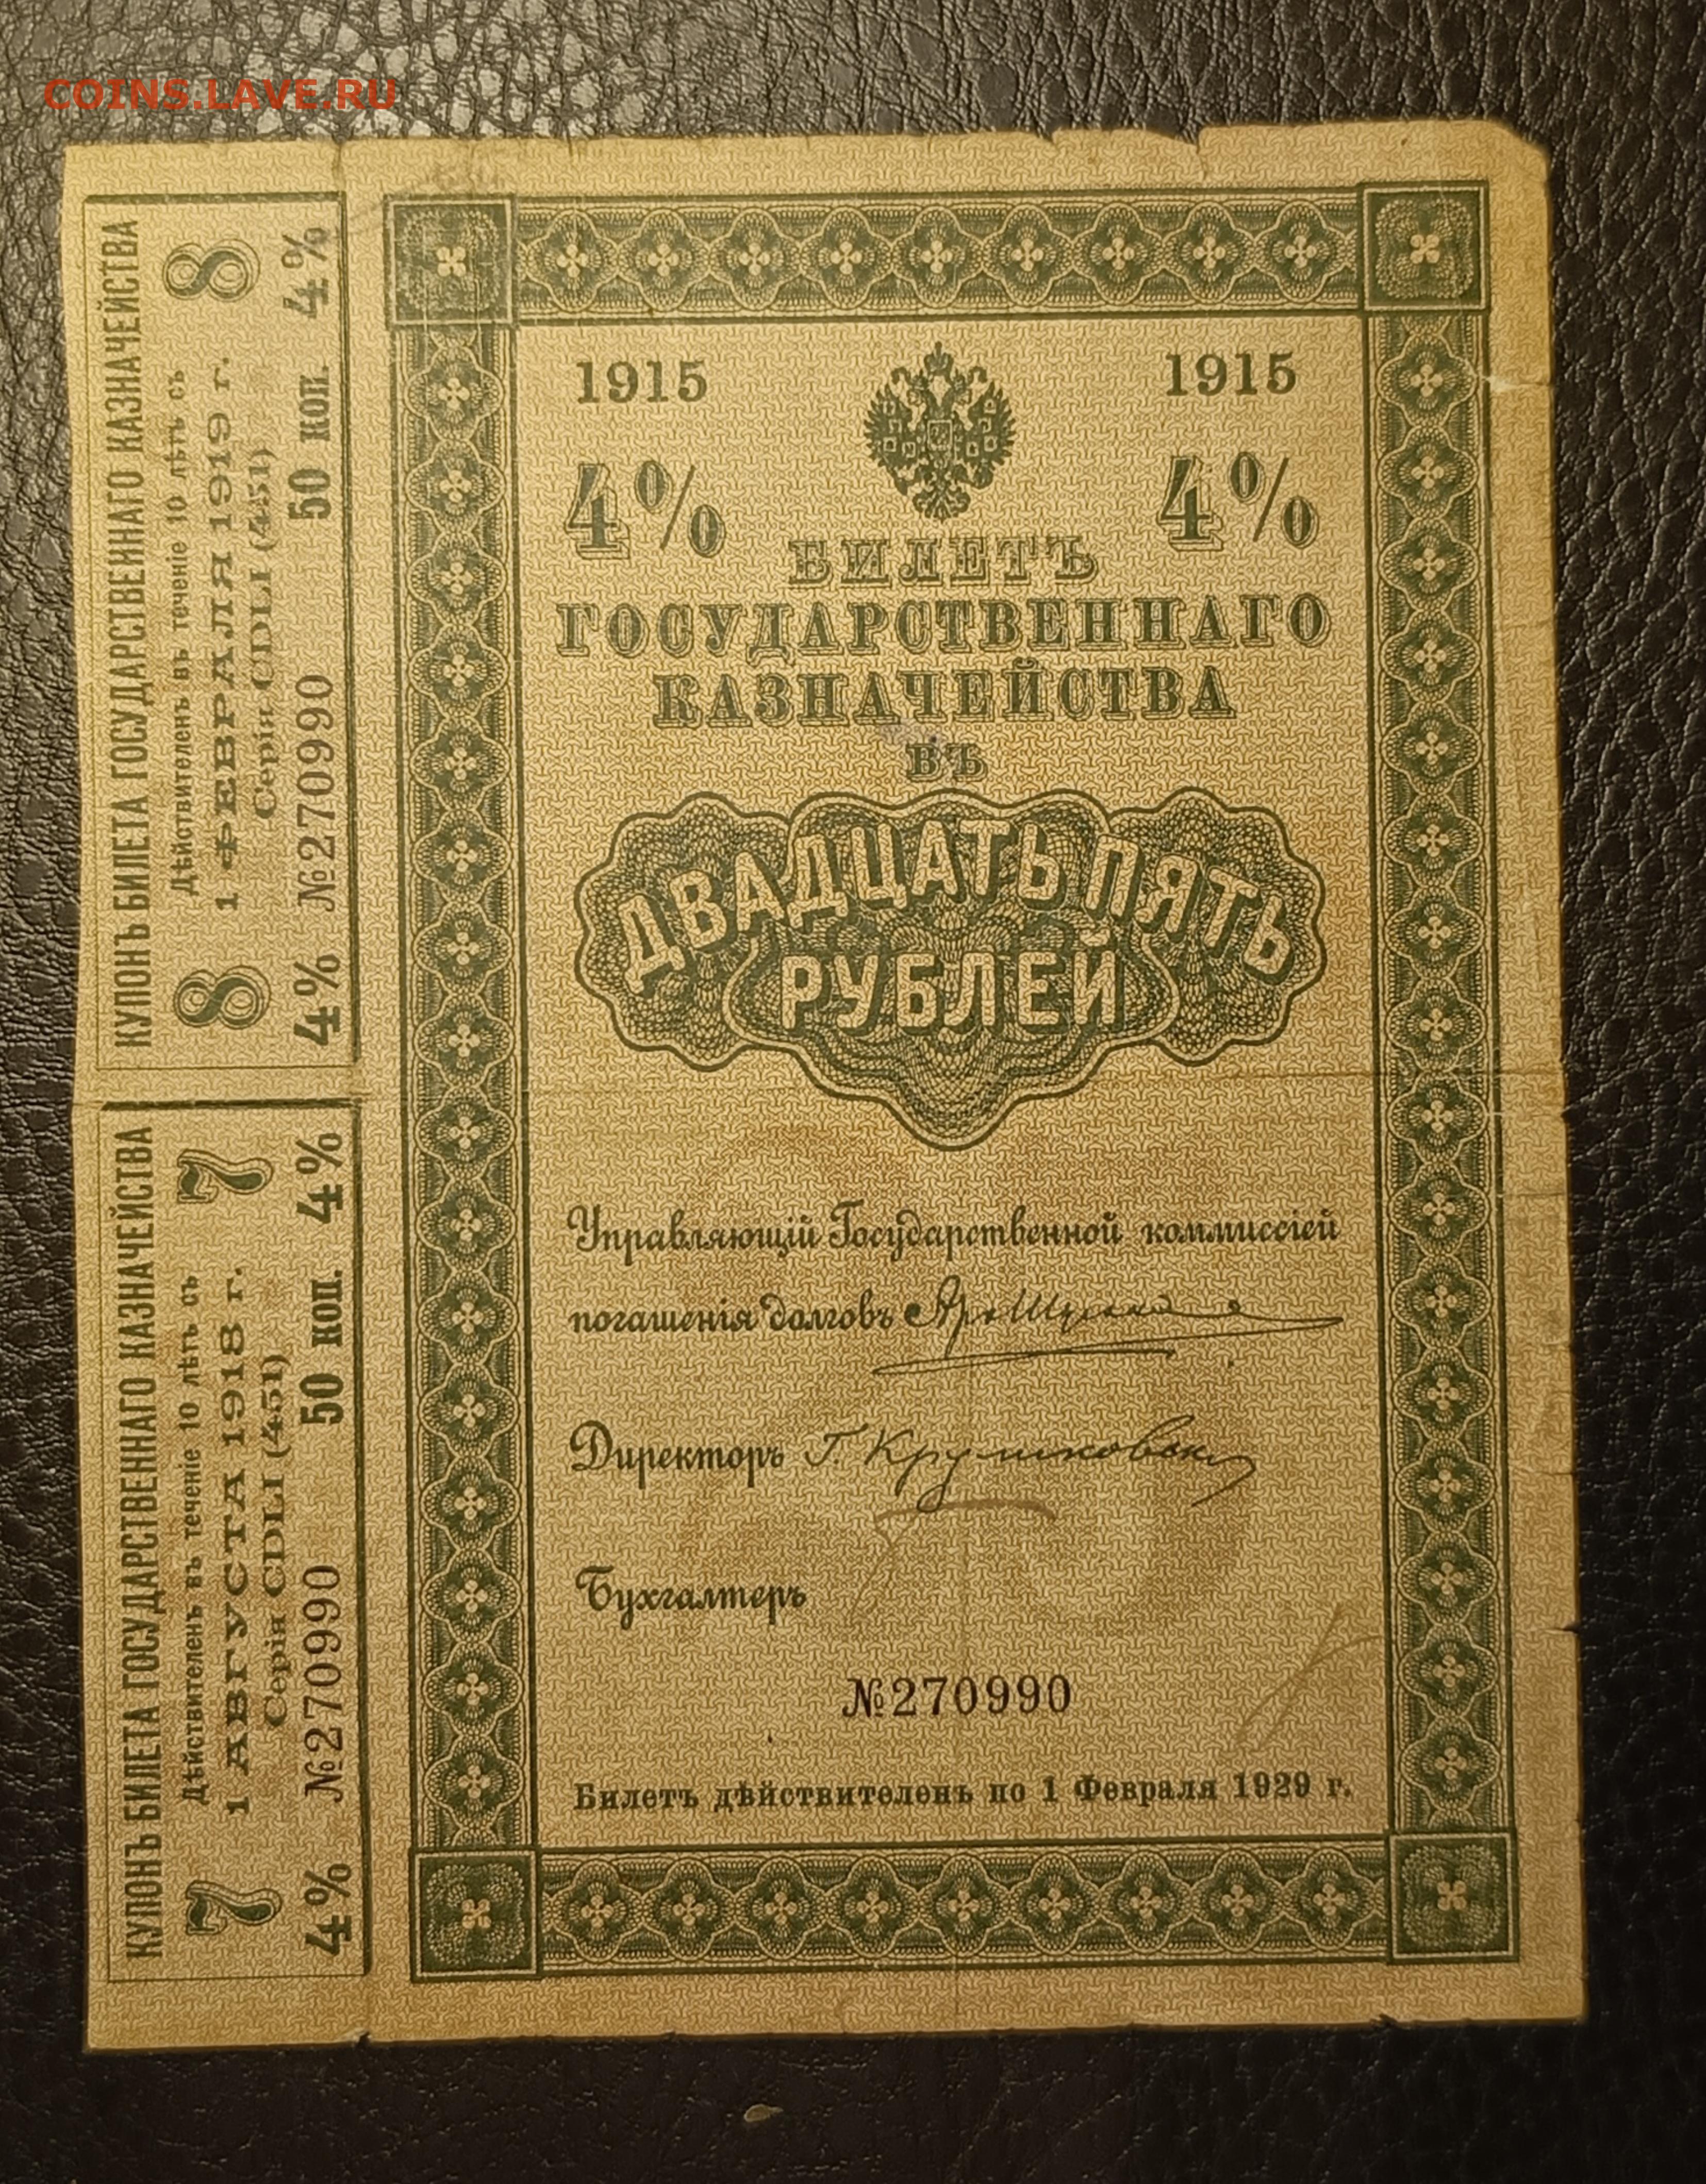 COINS.LAVE.RU
1915 1915
4% 4%
БИЛЕТЪ
ГОСУДАРСТВЕННАГО
КАЗНАЧЕЙСТВА
ВЪ
ДВАДЦАТЬ ПЯТЬ
РУБЛЕЙ
Управляющій Государственной коммиссіей
погашенія долговъ
Директоръ
Бухгалтеръ
№270990
Билетъ дѣйствителенъ по 1 Февраля 1929 г.
КУПОНЪ БИЛЕТА ГОСУДАРСТВЕННАГО КАЗНАЧЕЙСТВА
8 Дѣйствителенъ въ теченіе 10 лѣтъ съ 8
1 ФЕВРАЛЯ 1919 г.
Серія CDLI (451)
4% №270990 50 коп. 4%
КУПОНЪ БИЛЕТА ГОСУДАРСТВЕННАГО КАЗНАЧЕЙСТВА
7 Дѣйствителенъ въ теченіе 10 лѣтъ съ 7
1 АВГУСТА 1918 г.
Серія CDLI (451)
4% №270990 50 коп. 4%